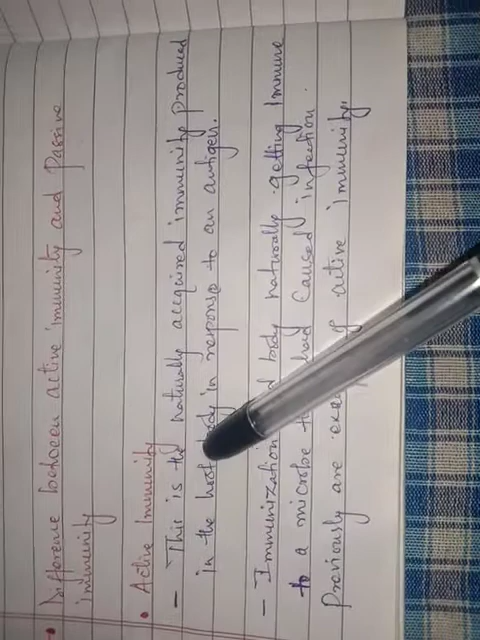 • Difference between active immunity and Passive
immunity
• Active Immunity
- This is the naturally accquired immunity produced
in the host body in response to an antigen.
- Immunization body naturally getting Immune
to a microbe had caused infection.
Previously are active immunity.